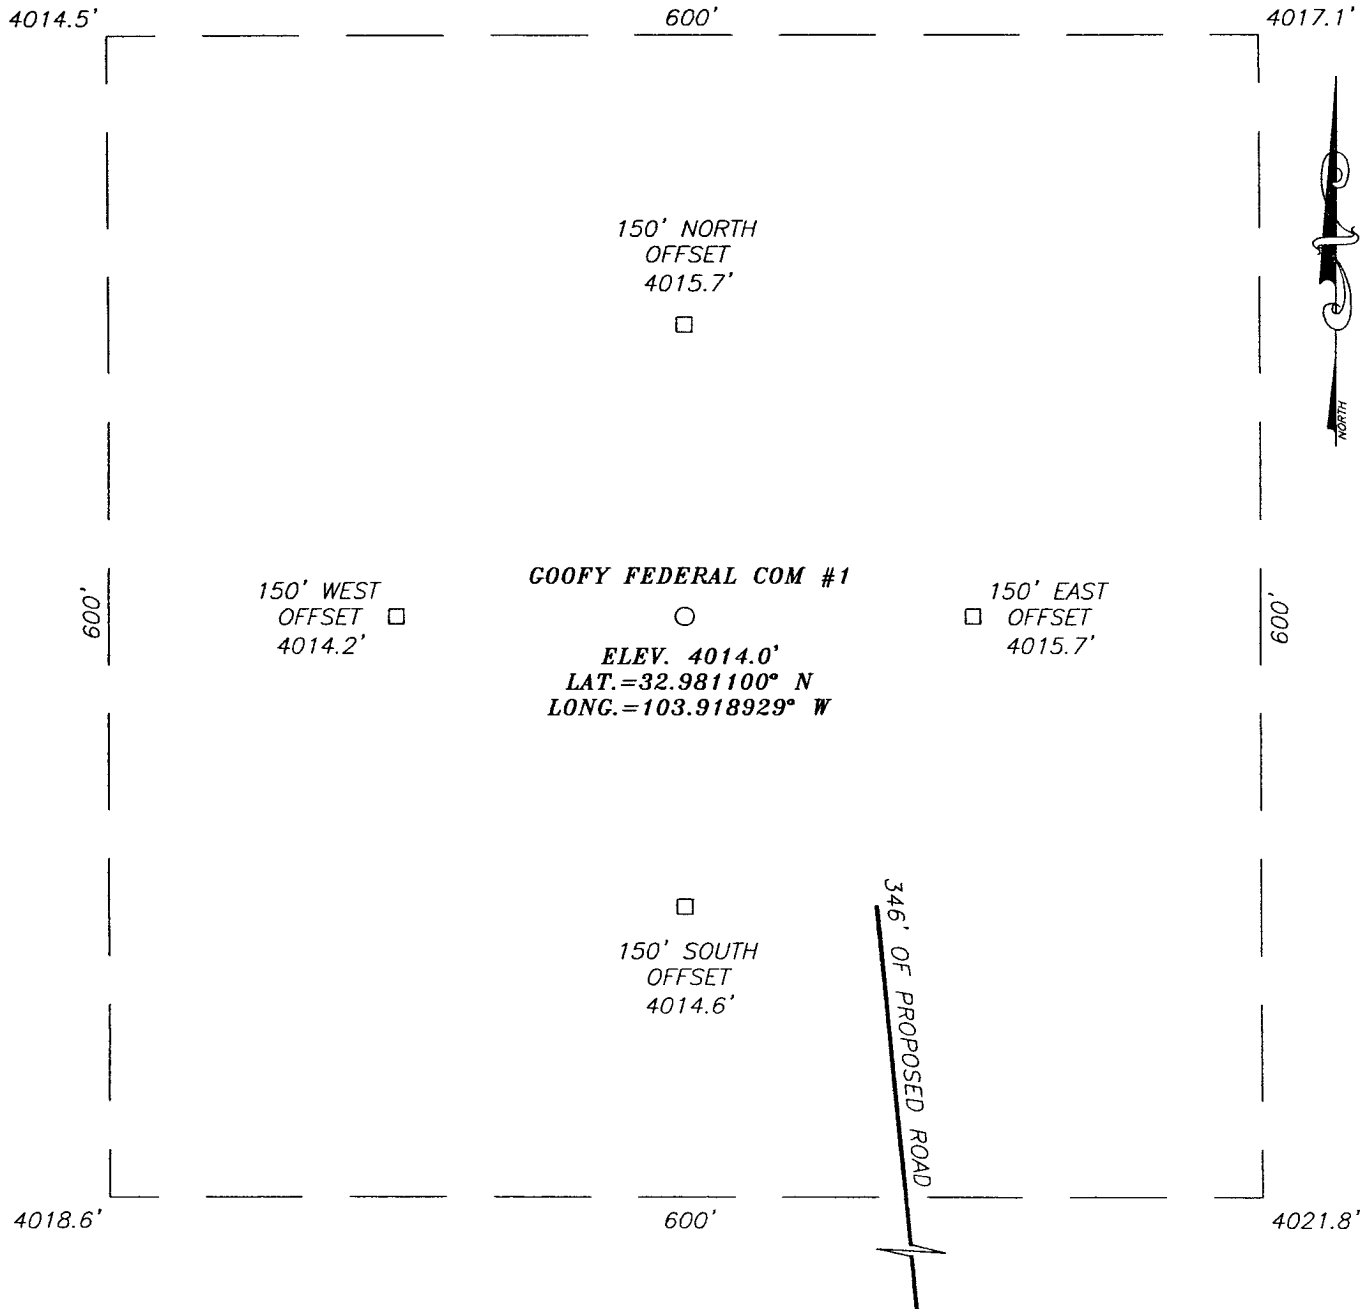 4014.5'
600'
4017.1'
NORTH
150' NORTH
OFFSET
4015.7'
600'
150' WEST
OFFSET
4014.2'
GOOFY FEDERAL COM #1
ELEV. 4014.0'
LAT.=32.981100° N
LONG.=103.918929° W
150' EAST
OFFSET
4015.7'
600'
150' SOUTH
OFFSET
4014.6'
346' OF PROPOSED ROAD
4018.6'
600'
4021.8'